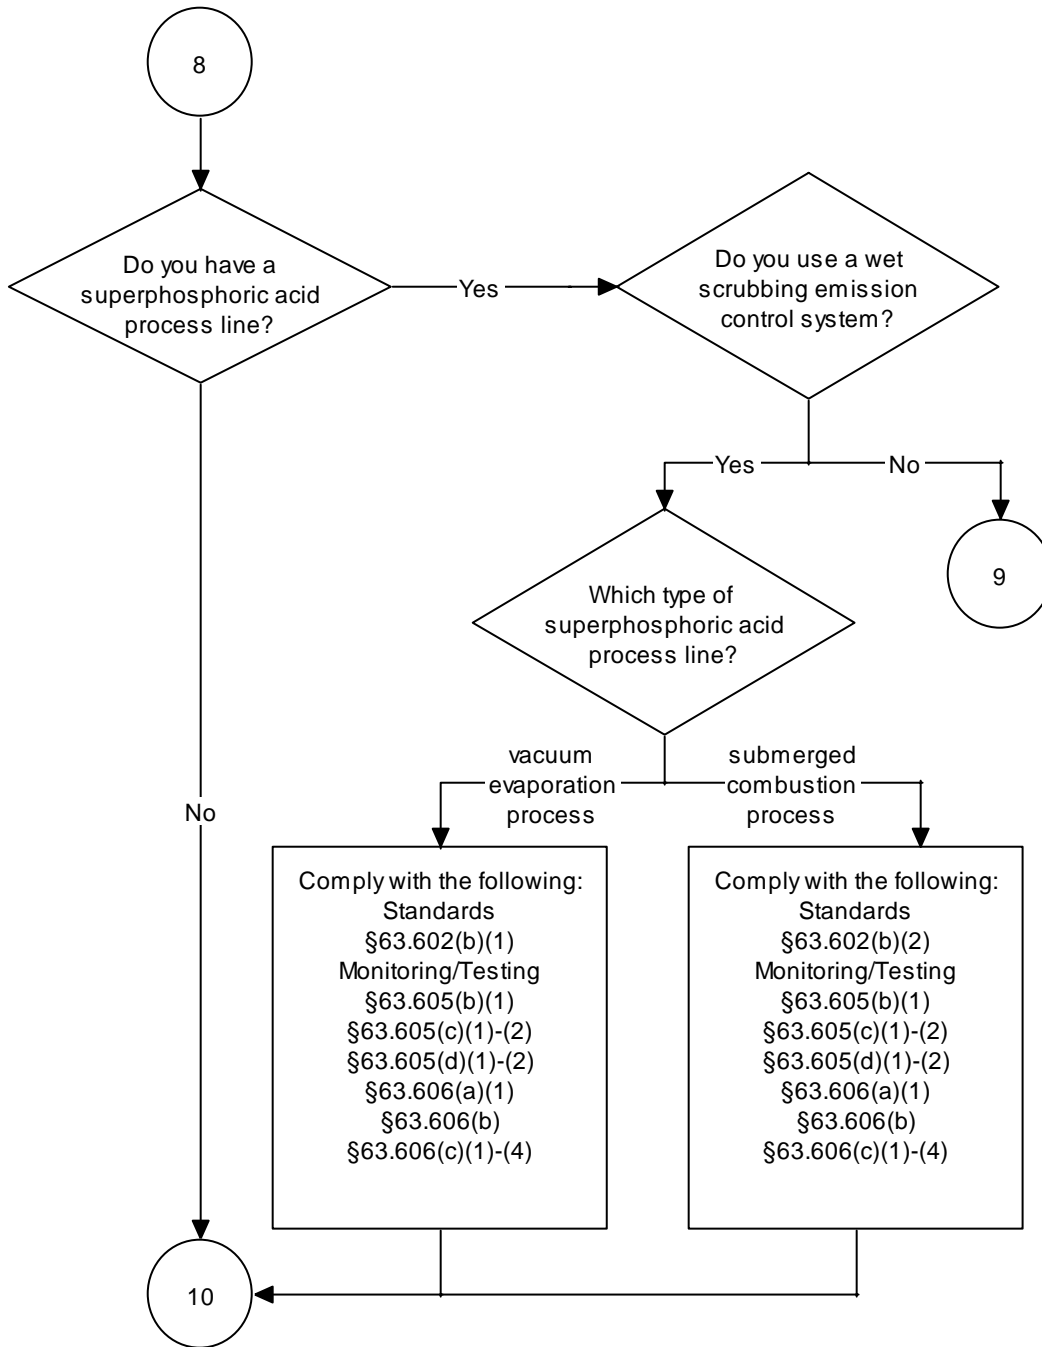 8
Do you have a
superphosphoric acid
process line?
Yes
Do you use a wet
scrubbing emission
control system?
Yes
No
9
Which type of
superphosphoric acid
process line?
vacuum
evaporation
process
submerged
combustion
process
No
Comply with the following:
Standards
§63.602(b)(1)
Monitoring/Testing
§63.605(b)(1)
§63.605(c)(1)-(2)
§63.605(d)(1)-(2)
§63.606(a)(1)
§63.606(b)
§63.606(c)(1)-(4)
Comply with the following:
Standards
§63.602(b)(2)
Monitoring/Testing
§63.605(b)(1)
§63.605(c)(1)-(2)
§63.605(d)(1)-(2)
§63.606(a)(1)
§63.606(b)
§63.606(c)(1)-(4)
10